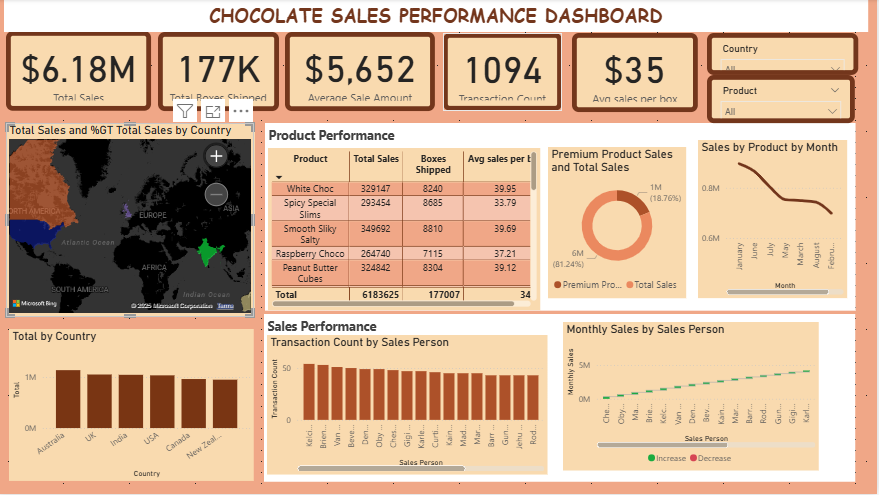 CHOCOLATE SALES PERFORMANCE DASHBOARD
$6.18M
Total Sales
177K
Total Boxes Shipped
$5,652
Average Sale Amount
1094
Transaction Count
$35
Avg sales per box
Country
All
Product
All
Total Sales and %GT Total Sales by Country
NORTH AMERICA
EUROPE
ASIA
Atlantic Ocean
AFRICA
SOUTH AMERICA
Indian Ocean
Microsoft Bing
© 2025 Microsoft Corporation Terms
Product Performance
Product Total Sales Boxes Shipped Avg sales per b
White Choc 329147 8240 39.95
Spicy Special Slims 293454 8685 33.79
Smooth Sliky Salty 349692 8810 39.69
Raspberry Choco 264740 7115 37.21
Peanut Butter Cubes 324842 8304 39.12
Total 6183625 177007 34
Premium Product Sales
and Total Sales
1M
(18.76%)
6M
(81.24%)
Premium Pro... Total Sales
Sales by Product by Month
0.8M
0.6M
January
June
July
May
March
August
Febru...
Month
Total by Country
Total
1M
0M
Australia
UK
India
USA
Canada
New Zeal...
Country
Sales Performance
Transaction Count by Sales Person
Transaction Count
50
0
Kelci...
Brien...
Van ...
Beve...
Den...
Oby ...
Ches...
Gigi ...
Karle...
Curti...
Kain...
Mad...
Mar...
Barr ...
Gun...
Jehu ...
Rod...
Sales Person
Monthly Sales by Sales Person
Monthly Sales
5M
0M
Che...
Oby...
Ma...
Brie...
Kelc...
Van ...
Den...
Bev...
Kain...
Mar...
Barr...
Rod...
Gun...
Gigi...
Karl...
Sales Person
Increase Decrease